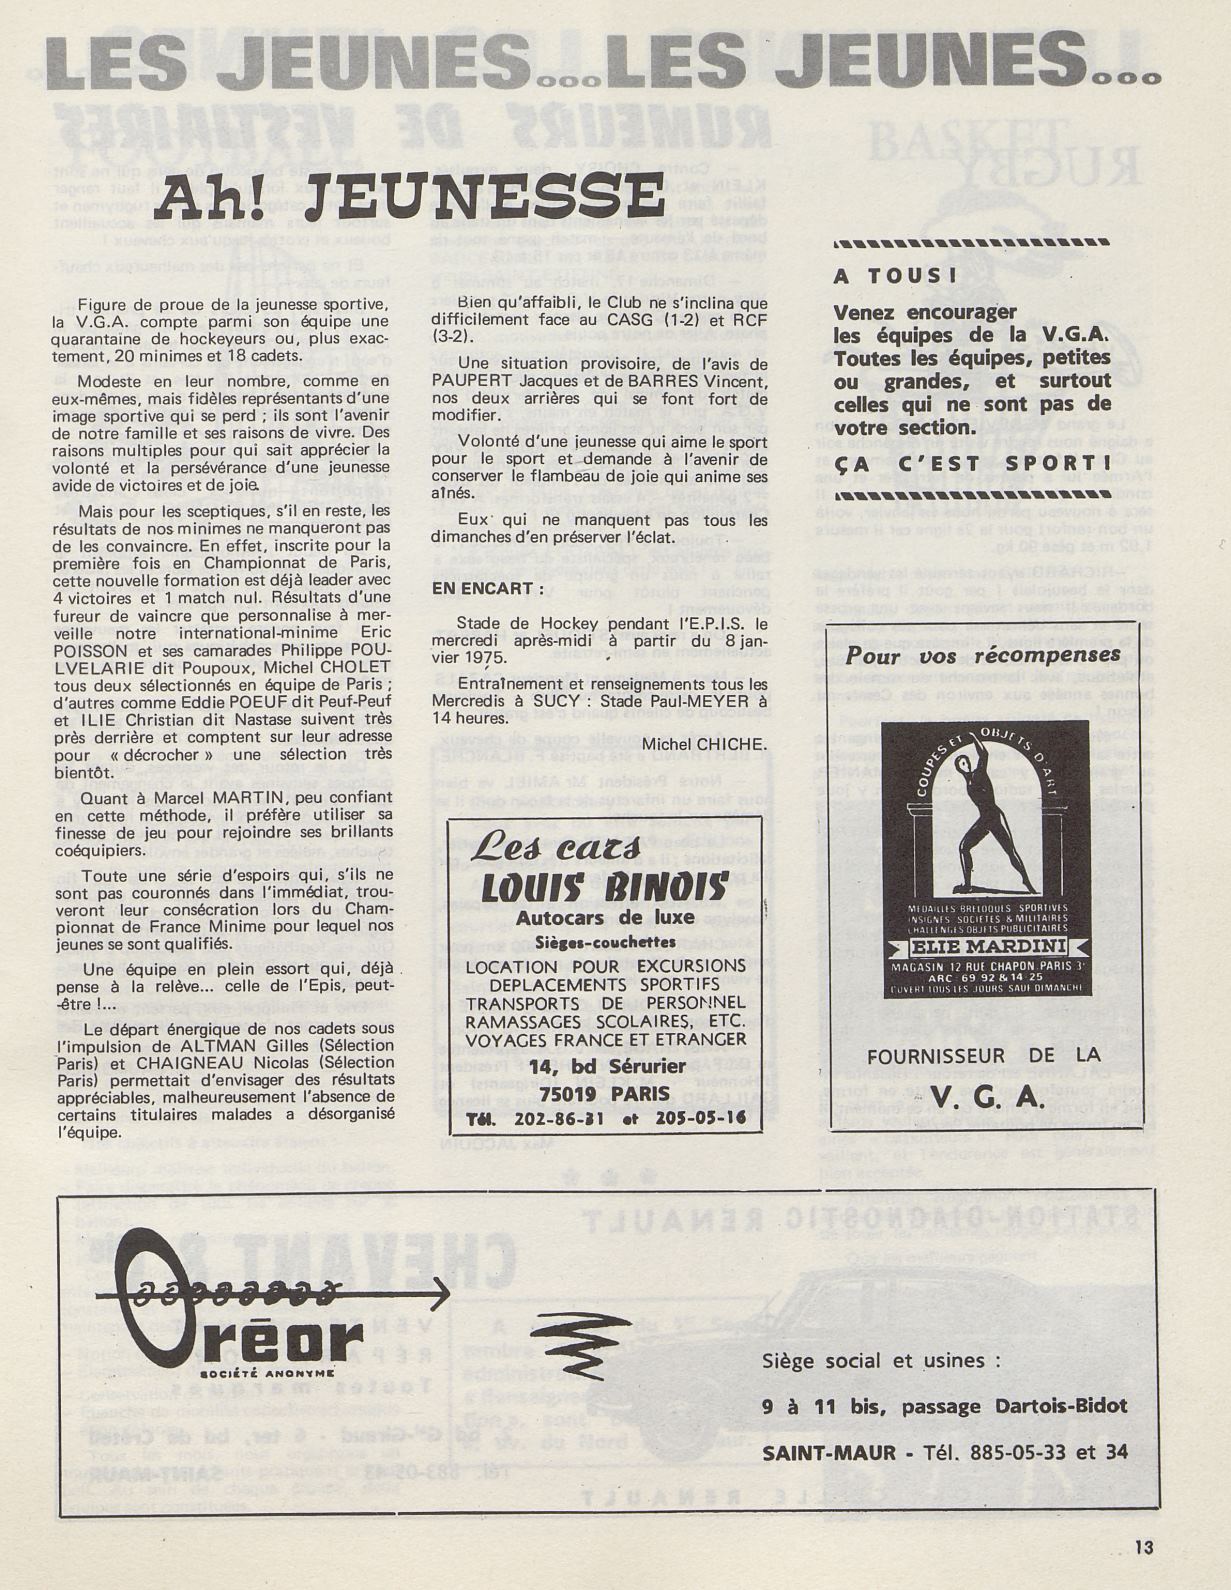 LES JEUNES...LES JEUNES...
Ah! JEUNESSE
Figure de proue de la jeunesse sportive,
la V.G.A. compte parmi son équipe une
quarantaine de hockeyeurs ou, plus exac-
tement, 20 minimes et 18 cadets.
Modeste en leur nombre, comme en
eux-mêmes, mais fidèles représentants d'une
image sportive qui se perd ; ils sont l'avenir
de notre famille et ses raisons de vivre. Des
raisons multiples pour qui sait apprécier la
volonté et la persévérance d'une jeunesse
avide de victoires et de joie.
Mais pour les sceptiques, s'il en reste, les
résultats de nos minimes ne manqueront pas
de les convaincre. En effet, inscrite pour la
première fois en Championnat de Paris,
cette nouvelle formation est déjà leader avec
4 victoires et 1 match nul. Résultats d'une
fureur de vaincre que personnalise à mer-
veille notre international-minime Eric
POISSON et ses camarades Philippe POU-
LVELARIE dit Poupoux, Michel CHOLET
tous deux sélectionnés en équipe de Paris ;
d'autres comme Eddie POEUF dit Peuf-Peuf
et ILIE Christian dit Nastase suivent très
près derrière et comptent sur leur adresse
pour « décrocher » une sélection très
bientôt.
Quant à Marcel MARTIN, peu confiant
en cette méthode, il préfère utiliser sa
finesse de jeu pour rejoindre ses brillants
coéquipiers.
Toute une série d'espoirs qui, s'ils ne
sont pas couronnés dans l'immédiat, trou-
veront leur consécration lors du Cham-
pionnat de France Minime pour lequel nos
jeunes se sont qualifiés.
Une équipe en plein essort qui, déjà
pense à la relève... celle de l'Epis, peut-
-être !...
Le départ énergique de nos cadets sous
l'impulsion de ALTMAN Gilles (Sélection
Paris) et CHAIGNEAU Nicolas (Sélection
Paris) permettait d'envisager des résultats
appréciables, malheureusement l'absence de
certains titulaires malades a désorganisé
l'équipe.
Bien qu'affaibli, le Club ne s'inclina que
difficilement face au CASG (1-2) et RCF
(3-2).
Une situation provisoire, de l'avis de
PAUPERT Jacques et de BARRES Vincent,
nos deux arrières qui se font fort de
modifier.
Volonté d'une jeunesse qui aime le sport
pour le sport et demande à l'avenir de
conserver le flambeau de joie qui anime ses
aînés.
Eux qui ne manquent pas tous les
dimanches d'en préserver l'éclat.
EN ENCART :
Stade de Hockey pendant l'E.P.I.S. le
mercredi après-midi à partir du 8 jan-
vier 1975.
Entraînement et renseignements tous les
Mercredis à SUCY : Stade Paul-MEYER à
14 heures.
Michel CHICHE.
A TOUS!
Venez encourager
les équipes de la V.G.A.
Toutes les équipes, petites
ou grandes, et surtout
celles qui ne sont pas de
votre section.
ÇA C'EST SPORT!
Les cars
LOUIS BINOIS
Autocars de luxe
Sièges-couchettes
LOCATION POUR EXCURSIONS
DEPLACEMENTS SPORTIFS
TRANSPORTS DE PERSONNEL
RAMASSAGES SCOLAIRES, ETC.
VOYAGES FRANCE ET ETRANGER
14, bd Sérurier
75019 PARIS
Tél. 202-86-31 et 205-05-16
Pour vos récompenses
COUPES ET OBJETS D'ART
MEDAILLES BRELOQUES SPORTIVES
INSIGNES SOCIETES & MILITAIRES
CHALLENGES OBJETS PUBLICITAIRES
ELIE MARDINI
MAGASIN 12 RUE CHAPON PARIS 3e
ARC : 69 92 & 14-25
OUVERT TOUS LES JOURS SAUF DIMANCHE
FOURNISSEUR DE LA
V. G. A.
Oréor
SOCIÉTÉ ANONYME
Siège social et usines :
9 à 11 bis, passage Dartois-Bidot
SAINT-MAUR - Tél. 885-05-33 et 34
13